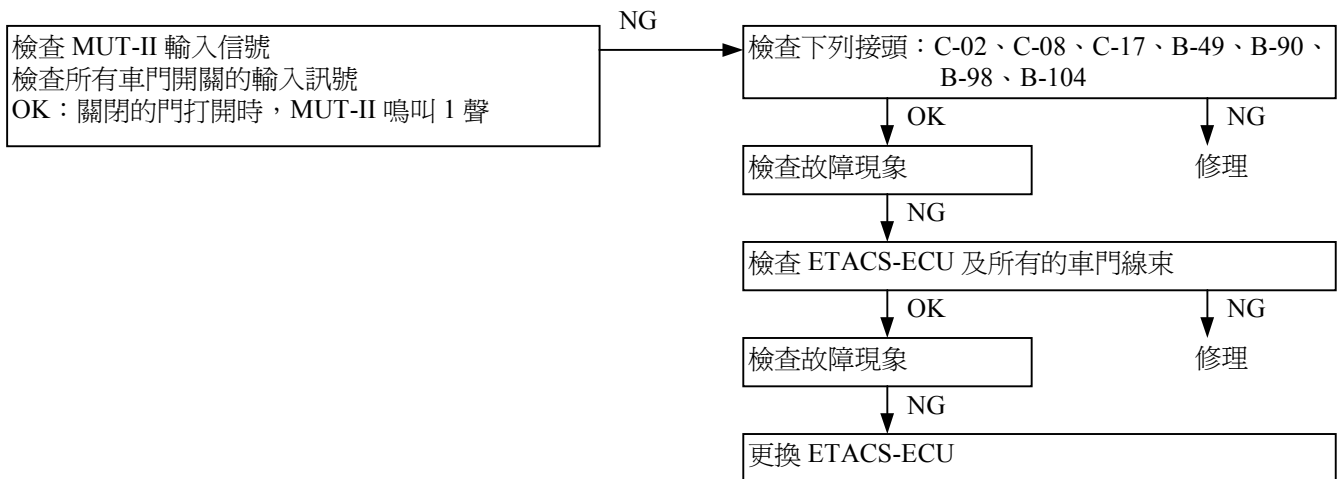 NG
檢查 MUT-II 輸入信號
檢查所有車門開關的輸入訊號
OK：關閉的門打開時，MUT-II 鳴叫 1 聲
檢查下列接頭：C-02、C-08、C-17、B-49、B-90、
B-98、B-104
OK
NG
檢查故障現象
修理
NG
檢查 ETACS-ECU 及所有的車門線束
OK
NG
檢查故障現象
修理
NG
更換 ETACS-ECU